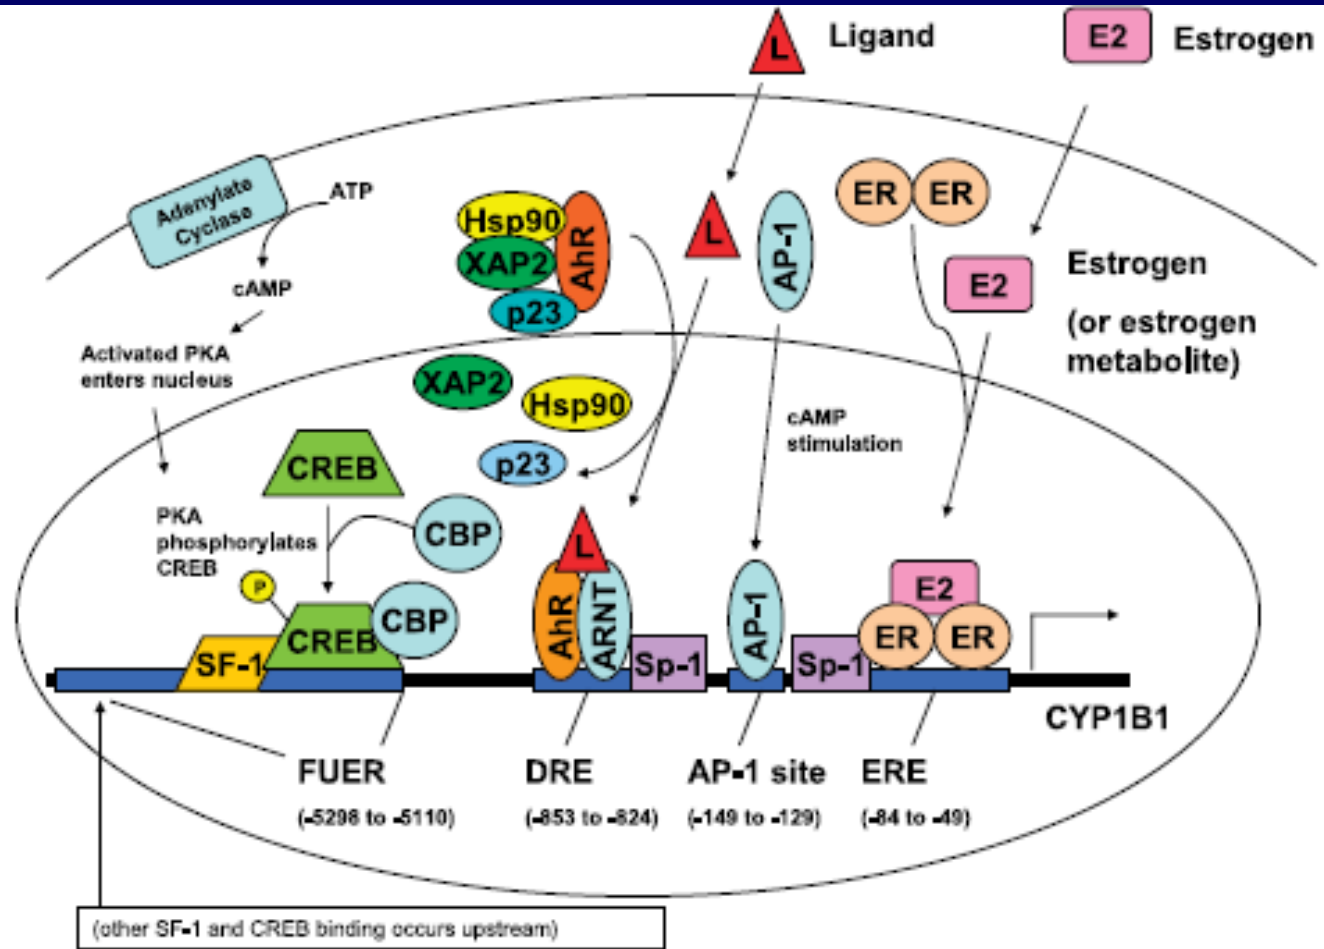 L
Ligand
E2
Estrogen
Adenylate
Cyclase
ATP
cAMP
Activated PKA
enters nucleus
Hsp90
XAP2
p23
AhR
L
AP-1
ER
ER
E2
Estrogen
(or estrogen
metabolite)
XAP2
Hsp90
p23
cAMP
stimulation
CREB
CBP
PKA
phosphorylates
CREB
P
SF-1
CREB
CBP
L
AhR
ARNT
Sp-1
AP-1
Sp-1
E2
ER
ER
CYP1B1
FUER
(-5298 to -5110)
DRE
(-853 to -824)
AP-1 site
(-149 to -129)
ERE
(-84 to -49)
(other SF-1 and CREB binding occurs upstream)